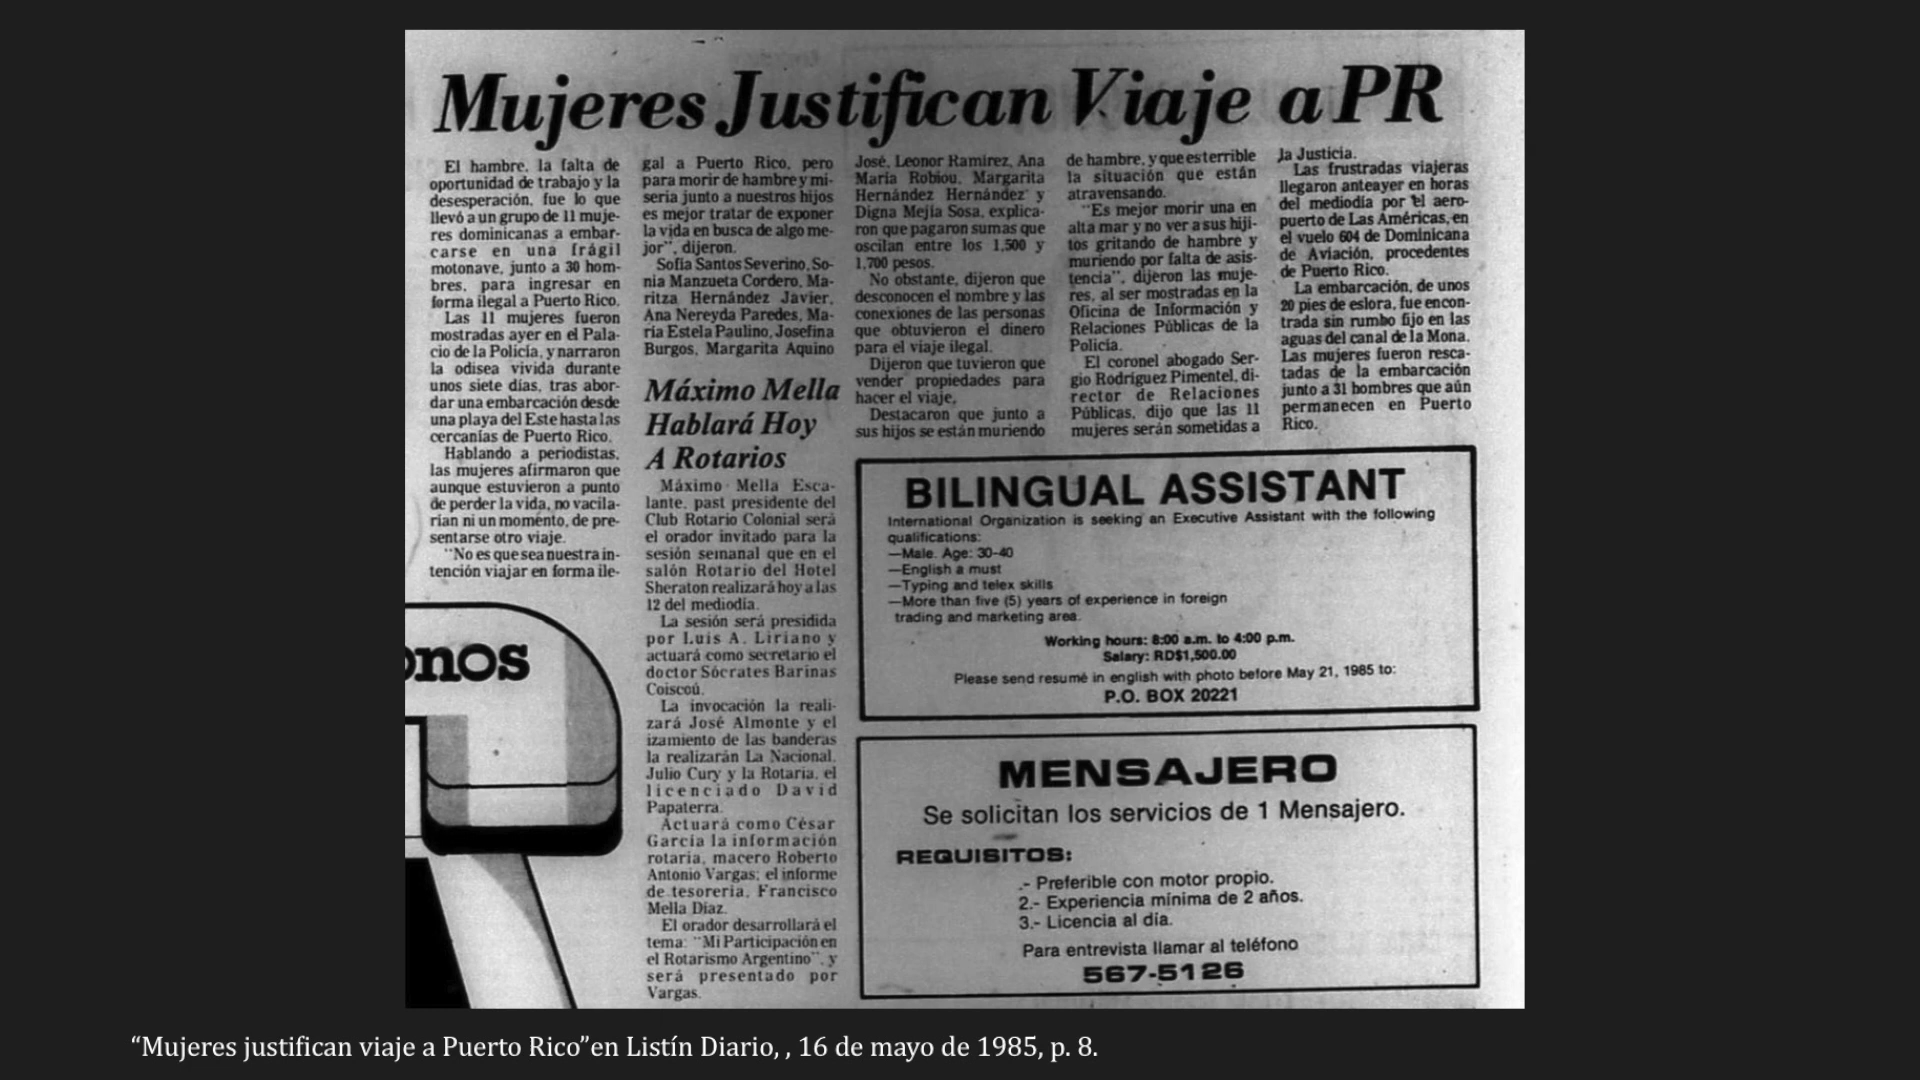 Mujeres Justifican Viaje a PR
El hambre, la falta de
oportunidad de trabajo y la
desesperación, fue lo que
llevó a un grupo de 11 muje-
res dominicanas a embar-
carse en una frágil
motonave, junto a 30 hom-
bres, para ingresar en
forma ilegal a Puerto Rico.
Las 11 mujeres fueron
mostradas ayer en el Pala-
cio de la Policía, y narraron
la odisea vivida durante
unos siete días, tras abor-
dar una embarcación desde
una playa del Este hasta las
cercanías de Puerto Rico.
Hablando a periodistas,
las mujeres afirmaron que
aunque estuvieron a punto
de perder la vida, no vacila-
rían ni un momento, de pre-
sentarse otro viaje.
"No es que sea nuestra in-
tención viajar en forma ile-
gal a Puerto Rico, pero
para morir de hambre y mi-
seria junto a nuestros hijos
es mejor tratar de exponer
la vida en busca de algo me-
jor", dijeron.
Sofía Santos Severino, So-
nia Manzueta Cordero, Ma-
ritza Hernández Javier,
Ana Nereyda Paredes, Ma-
ría Estela Paulino, Josefina
Burgos, Margarita Aquino
José, Leonor Ramírez, Ana
María Robiou, Margarita
Hernández Hernández y
Digna Mejía Sosa, explica-
ron que pagaron sumas que
oscilan entre los 1,500 y
1,700 pesos.
No obstante, dijeron que
desconocen el nombre y las
conexiones de las personas
que obtuvieron el dinero
para el viaje ilegal.
Dijeron que tuvieron que
vender propiedades para
hacer el viaje.
Destacaron que junto a
sus hijos se están muriendo
de hambre, y que es terrible
la situación que están
atravensando.
"Es mejor morir una en
alta mar y no ver a sus hiji-
tos gritando de hambre y
muriendo por falta de asis-
tencia", dijeron las muje-
res, al ser mostradas en la
Oficina de Información y
Relaciones Públicas de la
Policía.
El coronel abogado Ser-
gio Rodríguez Pimentel, di-
rector de Relaciones
Públicas, dijo que las 11
mujeres serán sometidas a
la Justicia.
Las frustradas viajeras
llegaron anteayer en horas
del mediodía por el aero-
puerto de Las Américas, en
el vuelo 604 de Dominicana
de Aviación, procedentes
de Puerto Rico.
La embarcación, de unos
20 pies de eslora, fue encon-
trada sin rumbo fijo en las
aguas del canal de la Mona.
Las mujeres fueron resca-
tadas de la embarcación
junto a 31 hombres que aún
permanecen en Puerto
Rico.
Máximo Mella
Hablará Hoy
A Rotarios
Máximo Mella Esca-
lante, past presidente del
Club Rotario Colonial será
el orador invitado para la
sesión semanal que en el
salón Rotario del Hotel
Sheraton realizará hoy a las
12 del mediodía.
La sesión será presidida
por Luis A. Liriano y
actuará como secretario el
doctor Sócrates Barinas
Coiscoú.
La invocación la reali-
zará José Almonte y el
izamiento de las banderas
la realizarán La Nacional,
Julio Cury y la Rotaria, el
licenciado David
Papaterra.
Actuará como César
García la información
rotaria, macero Roberto
Antonio Vargas; el informe
de tesorería, Francisco
Mella Díaz.
El orador desarrollará el
tema: "Mi Participación en
el Rotarismo Argentino", y
será presentado por
Vargas.
BILINGUAL ASSISTANT
International Organization is seeking an Executive Assistant with the following
qualifications:
—Male. Age: 30-40
—English a must
—Typing and telex skills
—More than five (5) years of experience in foreign
trading and marketing area.
Working hours: 8:00 a.m. to 4:00 p.m.
Salary: RD$1,500.00
Please send resumé in english with photo before May 21, 1985 to:
P.O. BOX 20221
MENSAJERO
Se solicitan los servicios de 1 Mensajero.
REQUISITOS:
.- Preferible con motor propio.
2.- Experiencia mínima de 2 años.
3.- Licencia al día.
Para entrevista llamar al teléfono
567-5126
onos
“Mujeres justifican viaje a Puerto Rico”en Listín Diario, , 16 de mayo de 1985, p. 8.